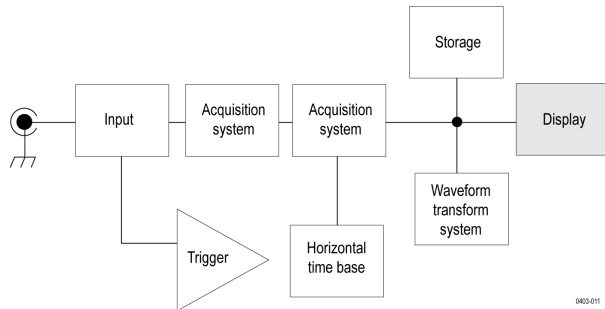 Storage
Input
Acquisition
system
Acquisition
system
Display
Waveform
transform
system
Trigger
Horizontal
time base
0403-011